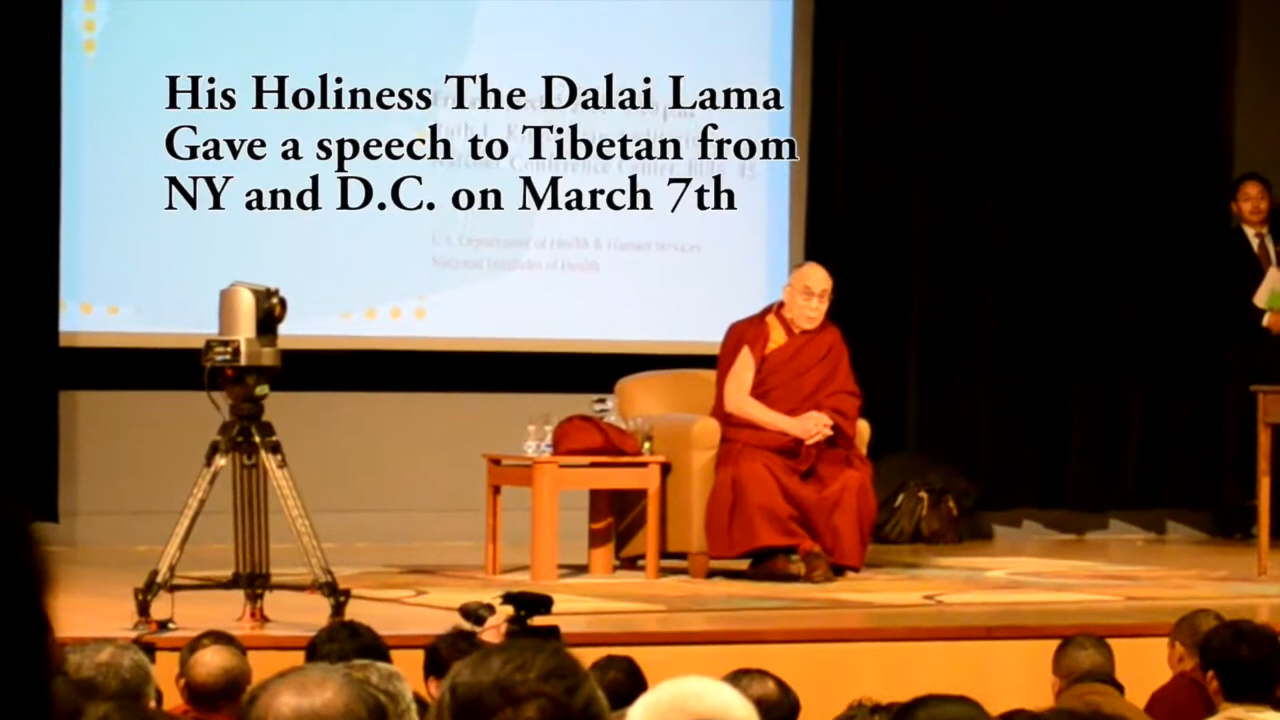 His Holiness The Dalai Lama
Gave a speech to Tibetan from
NY and D.C. on March 7th
U.S. Department of Health & Human Services
National Institutes of Health